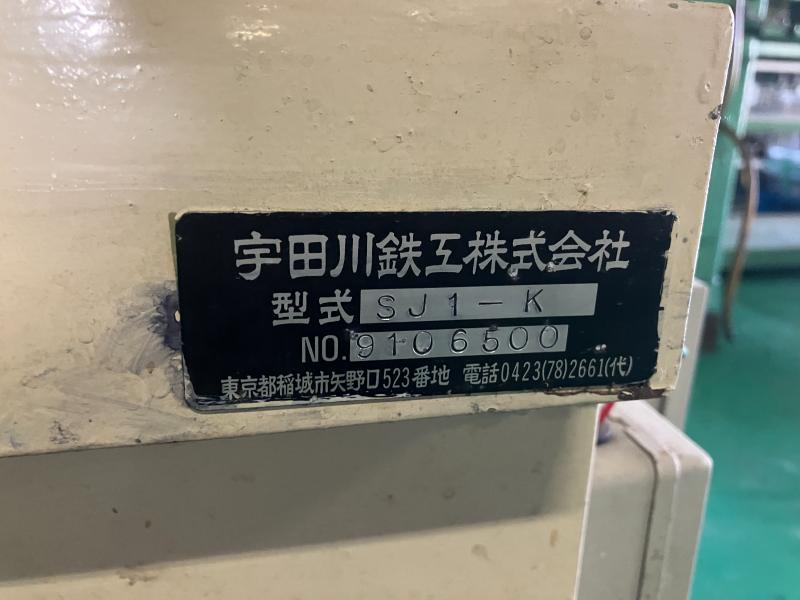 宇田川鉄工株式会社
型式 SJ1-K
NO. 9106500
東京都稲城市矢野口523番地 電話0423(78)2661(代)